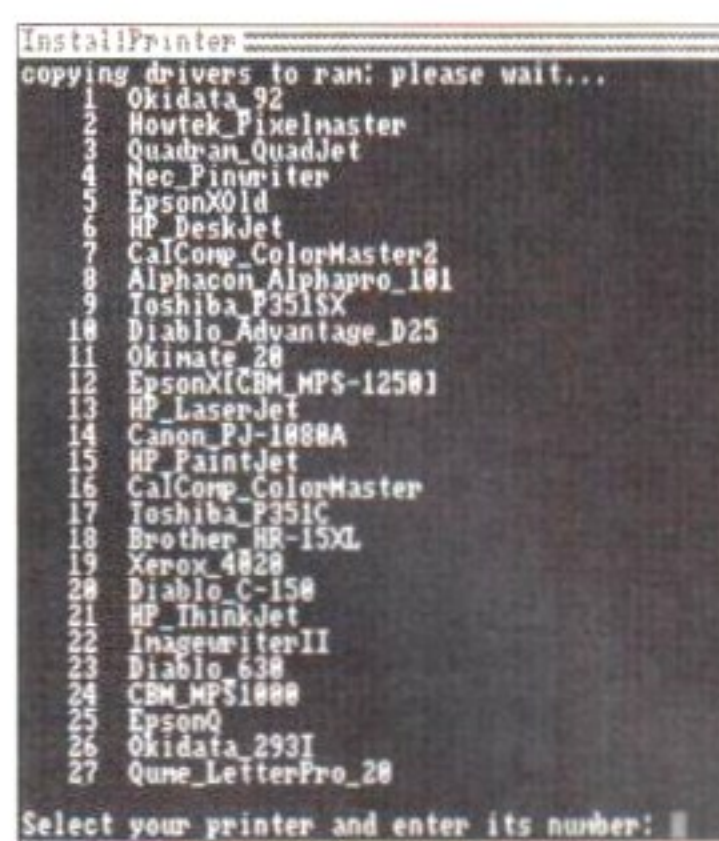 InstallPrinter
copying drivers to ram: please wait...
1 Okidata_92
2 Howtek_Pixelmaster
3 Quadram_QuadJet
4 Nec_Pinwriter
5 EpsonXOld
6 HP_DeskJet
7 CalComp_ColorMaster2
8 Alphacom_Alphapro_101
9 Toshiba_P351SX
10 Diablo_Advantage_D25
11 Okimate_20
12 EpsonX[CBM_MPS-1250]
13 HP_LaserJet
14 Canon_PJ-1080A
15 HP_PaintJet
16 CalComp_ColorMaster
17 Toshiba_P351C
18 Brother_HR-15XL
19 Xerox_4020
20 Diablo_C-150
21 HP_ThinkJet
22 ImagewriterII
23 Diablo_630
24 CBM_MPS1000
25 EpsonQ
26 Okidata_293I
27 Qume_LetterPro_20
Select your printer and enter its number: